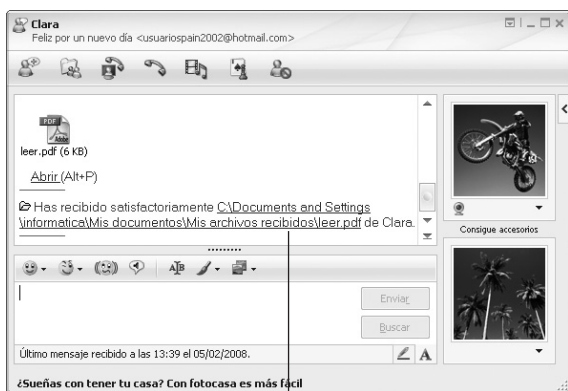 Clara
Feliz por un nuevo día <usuariospain2002@hotmail.com>
PDF
Adobe
leer.pdf (6 KB)
Abrir (Alt+P)
Has recibido satisfactoriamente C:\Documents and Settings
\informatica\Mis documentos\Mis archivos recibidos\leer.pdf de Clara.
Consigue accesorios
Enviar
Buscar
Último mensaje recibido a las 13:39 el 05/02/2008.
A
¿Sueñas con tener tu casa? Con fotocasa es más fácil